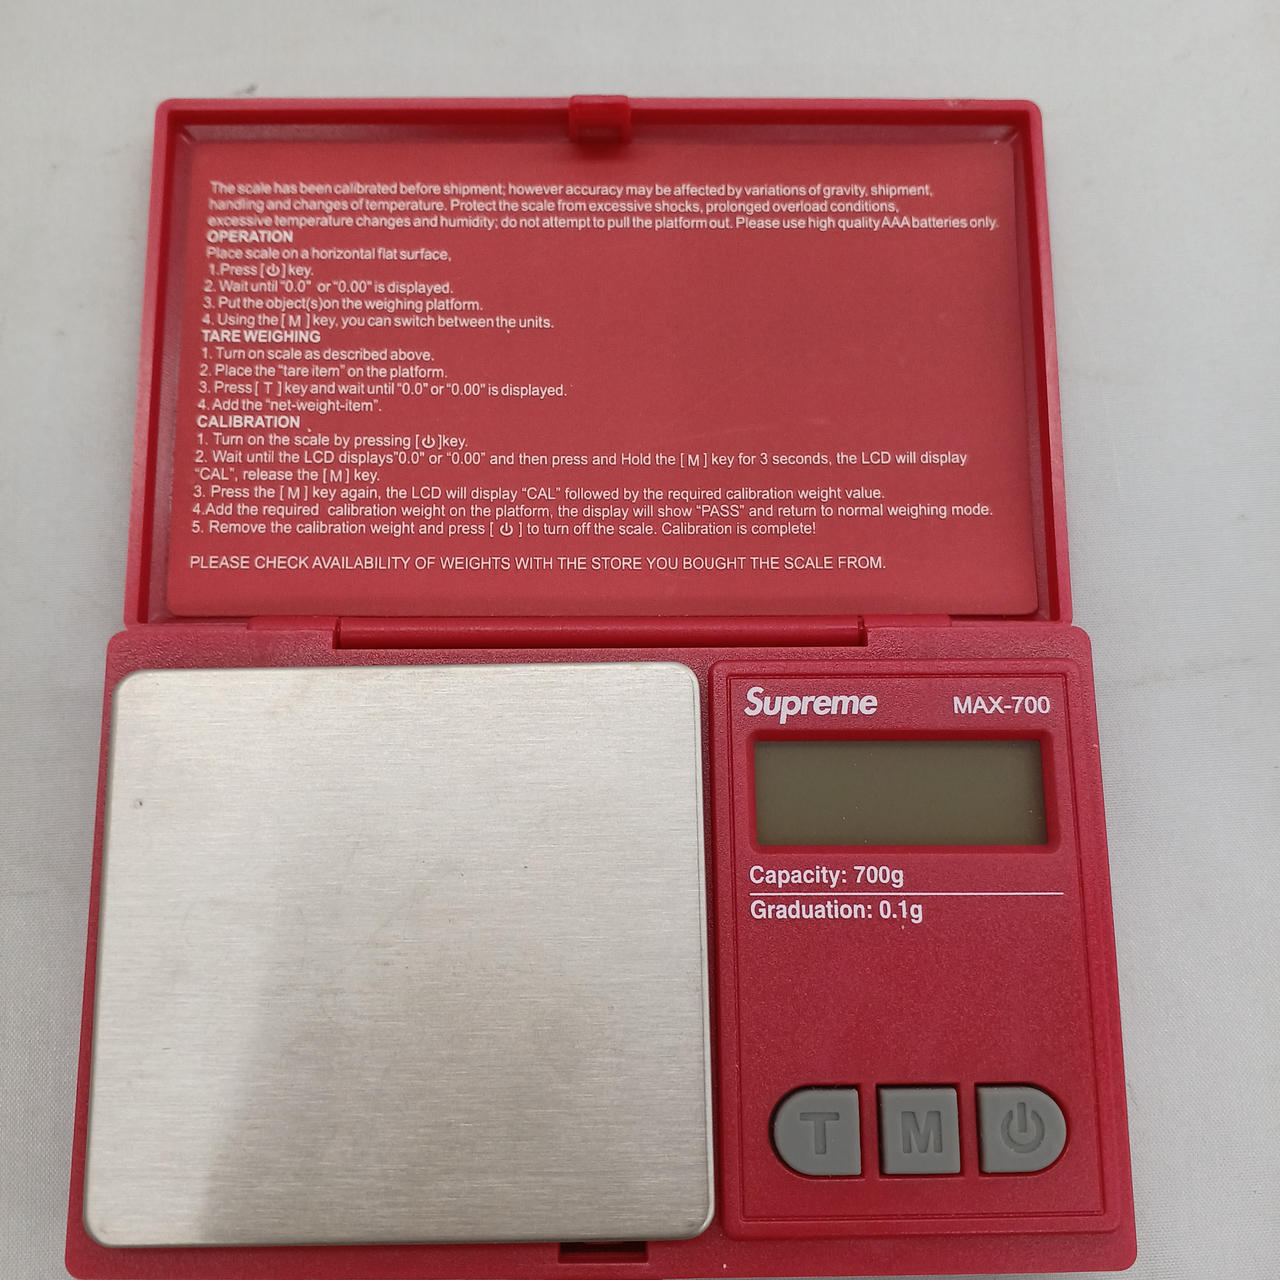 The scale has been calibrated before shipment; however accuracy may be affected by variations of gravity, shipment,
handling and changes of temperature. Protect the scale from excessive shocks, prolonged overload conditions,
excessive temperature changes and humidity; do not attempt to pull the platform out. Please use high quality AAA batteries only.
OPERATION
Place scale on a horizontal flat surface,
1.Press [⏻] key.
2. Wait until "0.0" or "0.00" is displayed.
3. Put the object(s)on the weighing platform.
4. Using the [ M ] key, you can switch between the units.
TARE WEIGHING
1. Turn on scale as described above.
2. Place the "tare item" on the platform.
3. Press [ T ] key and wait until "0.0" or "0.00" is displayed.
4. Add the "net-weight-item".
CALIBRATION
1. Turn on the scale by pressing [⏻]key.
2. Wait until the LCD displays"0.0" or "0.00" and then press and Hold the [ M ] key for 3 seconds, the LCD will display
"CAL", release the [ M ] key.
3. Press the [ M ] key again, the LCD will display "CAL" followed by the required calibration weight value.
4.Add the required calibration weight on the platform, the display will show "PASS" and return to normal weighing mode.
5. Remove the calibration weight and press [ ⏻ ] to turn off the scale. Calibration is complete!
PLEASE CHECK AVAILABILITY OF WEIGHTS WITH THE STORE YOU BOUGHT THE SCALE FROM.
Supreme MAX-700
Capacity: 700g
Graduation: 0.1g
T M ⏻